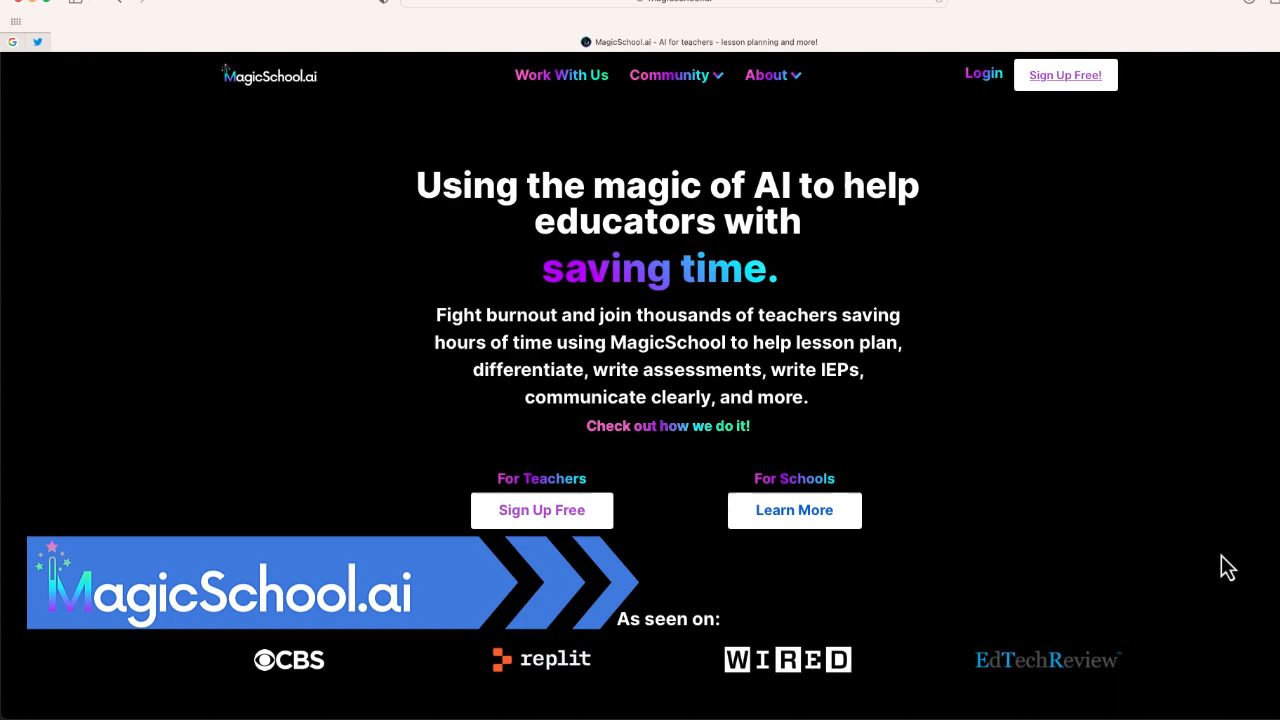 MagicSchool.ai - AI for teachers - lesson planning and more!
MagicSchool.ai
Work With Us
Community
About
Login
Sign Up Free!
Using the magic of AI to help
educators with
saving time.
Fight burnout and join thousands of teachers saving
hours of time using MagicSchool to help lesson plan,
differentiate, write assessments, write IEPs,
communicate clearly, and more.
Check out how we do it!
For Teachers
Sign Up Free
For Schools
Learn More
MagicSchool.ai
As seen on:
CBS
replit
WIRED
EdTechReview™